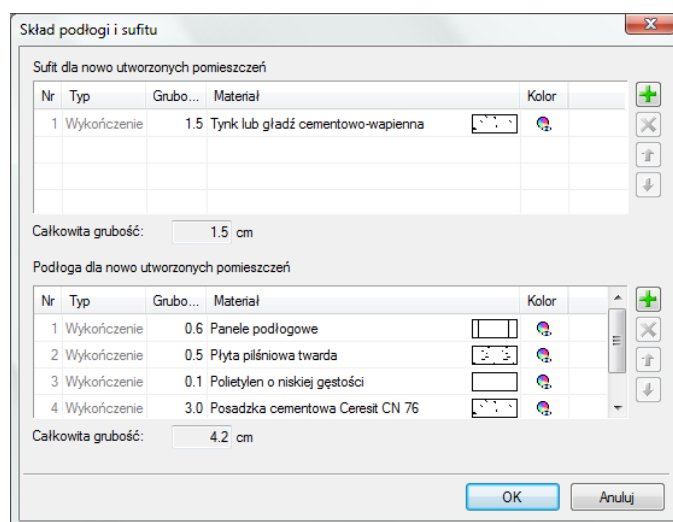 Skład podłogi i sufitu
Sufit dla nowo utworzonych pomieszczeń
Nr Typ Grubo... Materiał Kolor
1 Wykończenie 1.5 Tynk lub gładź cementowo-wapienna
Całkowita grubość: 1.5 cm
Podłoga dla nowo utworzonych pomieszczeń
Nr Typ Grubo... Materiał Kolor
1 Wykończenie 0.6 Panele podłogowe
2 Wykończenie 0.5 Płyta pilśniowa twarda
3 Wykończenie 0.1 Polietylen o niskiej gęstości
4 Wykończenie 3.0 Posadzka cementowa Ceresit CN 76
Całkowita grubość: 4.2 cm
OK Anuluj